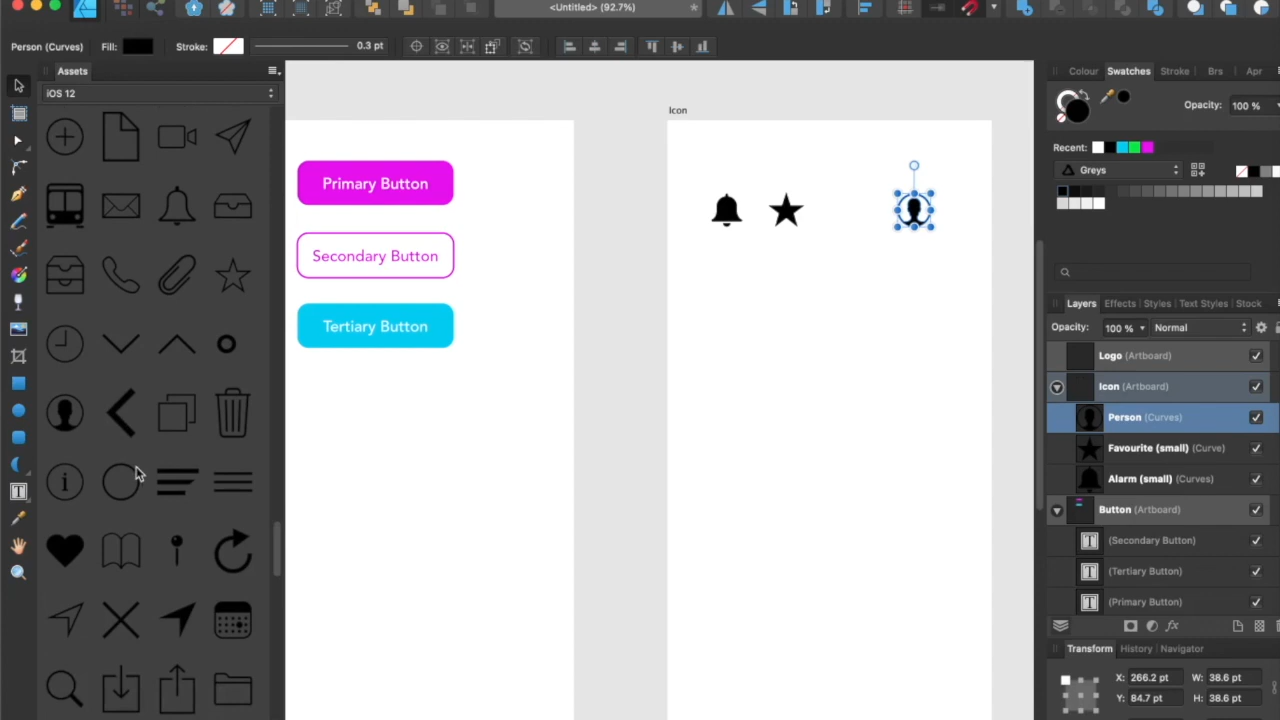 <Untitled> (92.7%)
*
Person (Curves)
Fill:
Stroke:
0.3 pt
Assets
iOS 12
Icon
Primary Button
Secondary Button
Tertiary Button
Colour
Swatches
Stroke
Brs
Apr
Opacity:
100 %
Recent:
Greys
Layers
Effects
Styles
Text Styles
Stock
Opacity:
100 %
Normal
Logo (Artboard)
Icon (Artboard)
Person (Curves)
Favourite (small) (Curve)
Alarm (small) (Curves)
Button (Artboard)
(Secondary Button)
(Tertiary Button)
(Primary Button)
fx
Transform
History
Navigator
X: 266.2 pt
W: 38.6 pt
Y: 84.7 pt
H: 38.6 pt